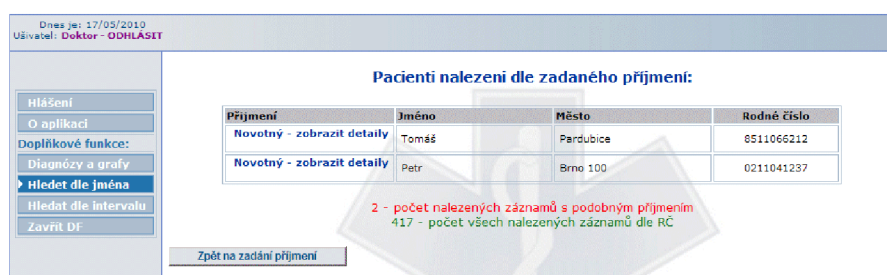 Dnes je: 17/05/2010
Uživatel: Doktor - ODHLÁSIT
Pacienti nalezeni dle zadaného příjmení:
Hlášení
O aplikaci
Doplňkové funkce:
Diagnózy a grafy
Hledet dle jména
Hledat dle intervalu
Zavřít DF
Přijmení Jméno Město Rodné číslo
Novotný - zobrazit detaily Tomáš Pardubice 8511066212
Novotný - zobrazit detaily Petr Brno 100 0211041237
2 - počet nalezených záznamů s podobným příjmením
417 - počet všech nalezených záznamů dle RČ
Zpět na zadání příjmení